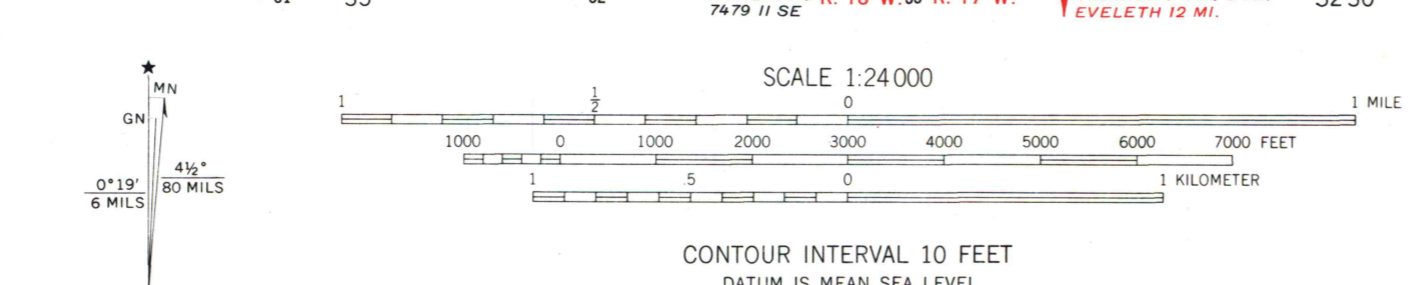 7479 II SE
EVELETH 12 MI.
★
MN
GN
4½°
80 MILS
0°19'
6 MILS
SCALE 1:24 000
1 ½ 0 1 MILE
1000 0 1000 2000 3000 4000 5000 6000 7000 FEET
1 .5 0 1 KILOMETER
CONTOUR INTERVAL 10 FEET
DATUM IS MEAN SEA LEVEL